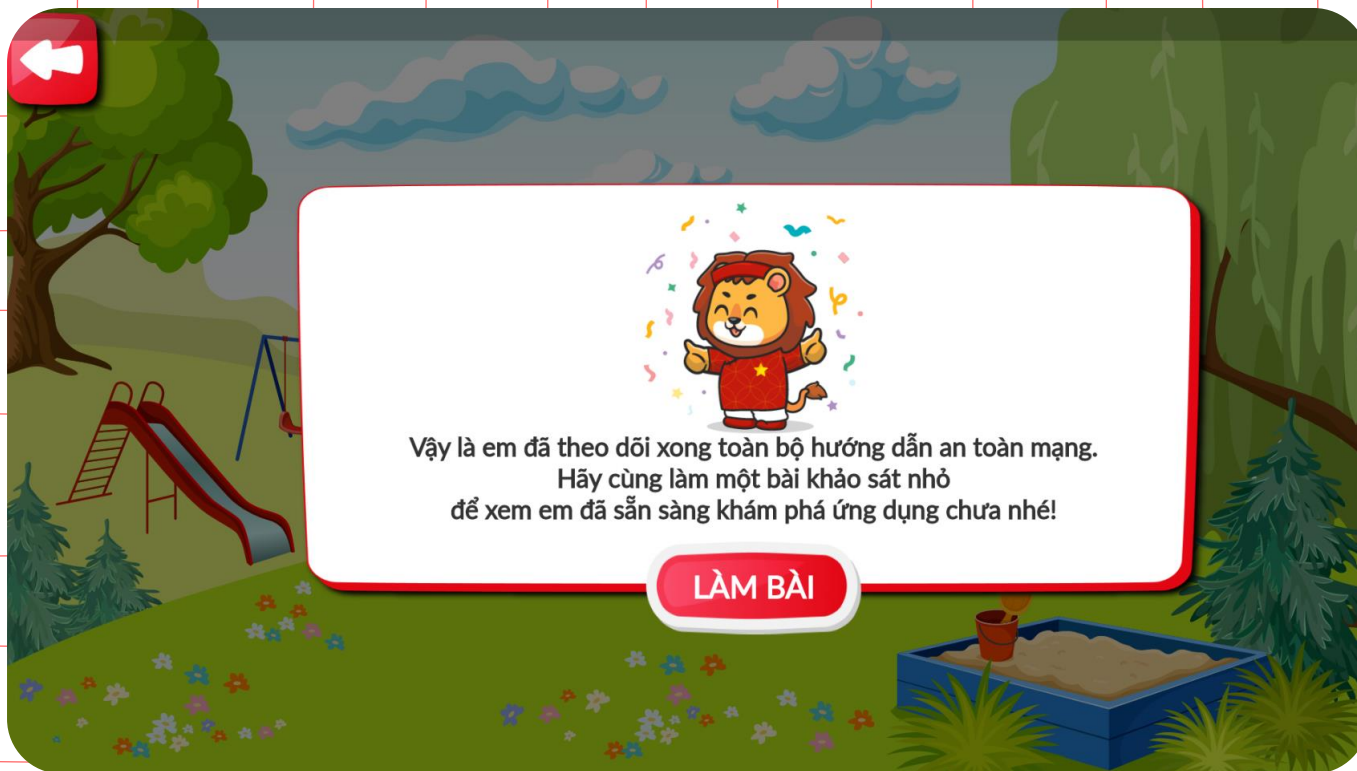 Vậy là em đã theo dõi xong toàn bộ hướng dẫn an toàn mạng.
Hãy cùng làm một bài khảo sát nhỏ
để xem em đã sẵn sàng khám phá ứng dụng chưa nhé!
LÀM BÀI